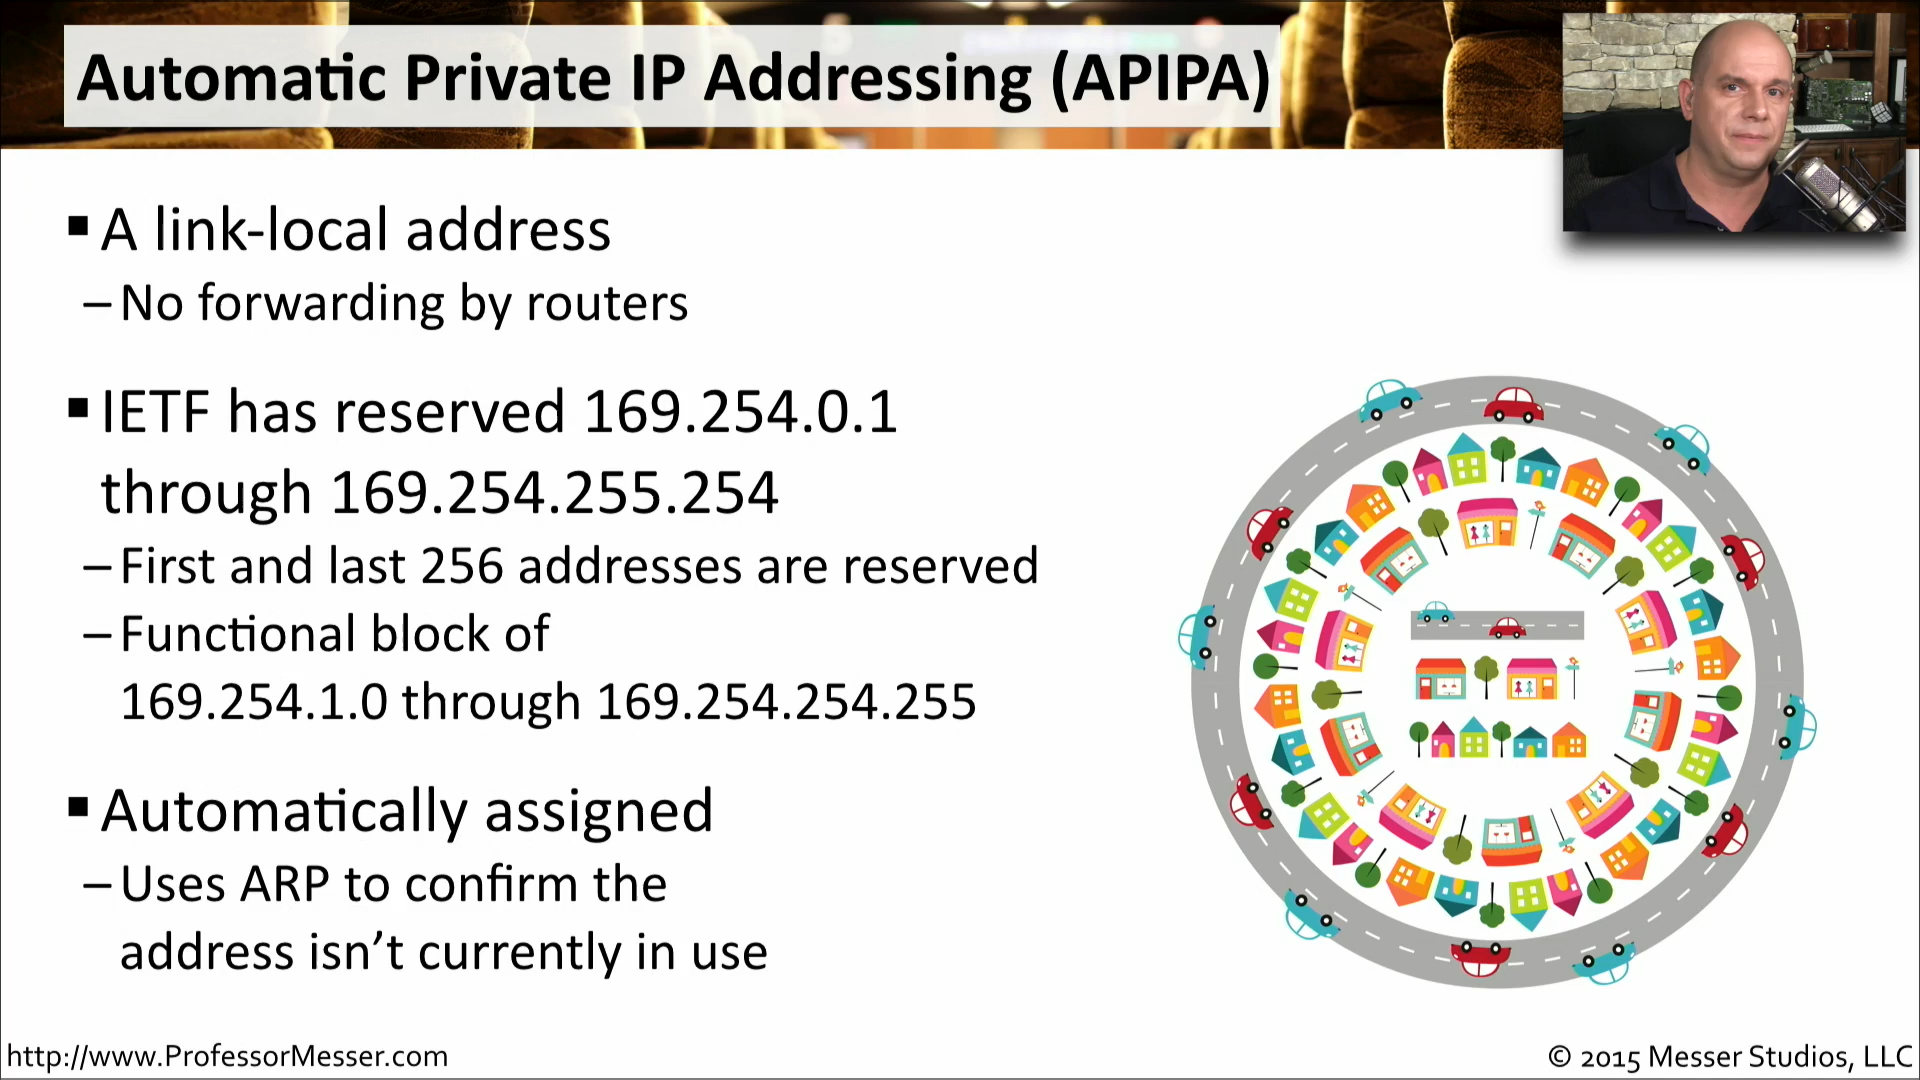 Automatic Private IP Addressing (APIPA)
▪ A link-local address
– No forwarding by routers
▪ IETF has reserved 169.254.0.1
through 169.254.255.254
– First and last 256 addresses are reserved
– Functional block of
169.254.1.0 through 169.254.254.255
▪ Automatically assigned
– Uses ARP to confirm the
address isn’t currently in use
http://www.ProfessorMesser.com
© 2015 Messer Studios, LLC